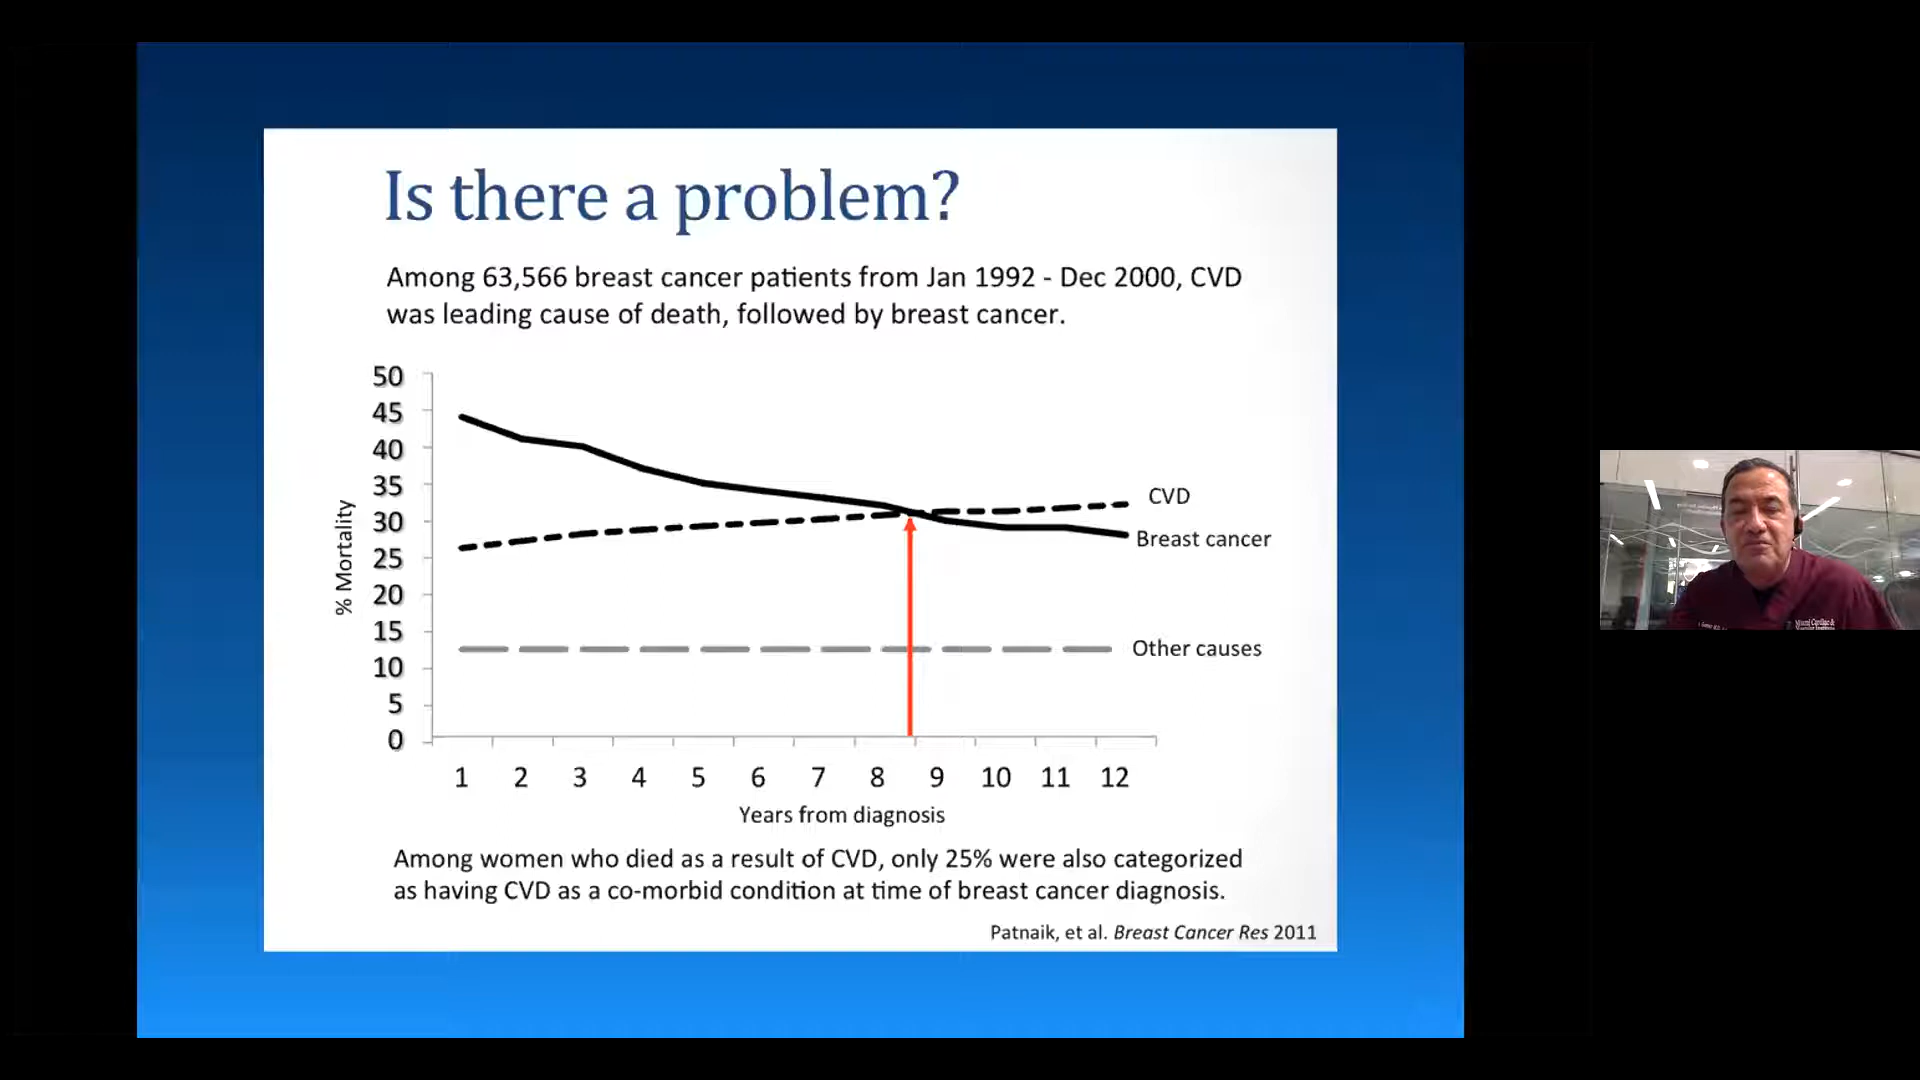 Is there a problem?
Among 63,566 breast cancer patients from Jan 1992 - Dec 2000, CVD
was leading cause of death, followed by breast cancer.
50
45
40
35
30
25
20
15
10
5
0
% Mortality
CVD
Breast cancer
Other causes
1 2 3 4 5 6 7 8 9 10 11 12
Years from diagnosis
Among women who died as a result of CVD, only 25% were also categorized
as having CVD as a co-morbid condition at time of breast cancer diagnosis.
Patnaik, et al. Breast Cancer Res 2011
Miami Cardiac &